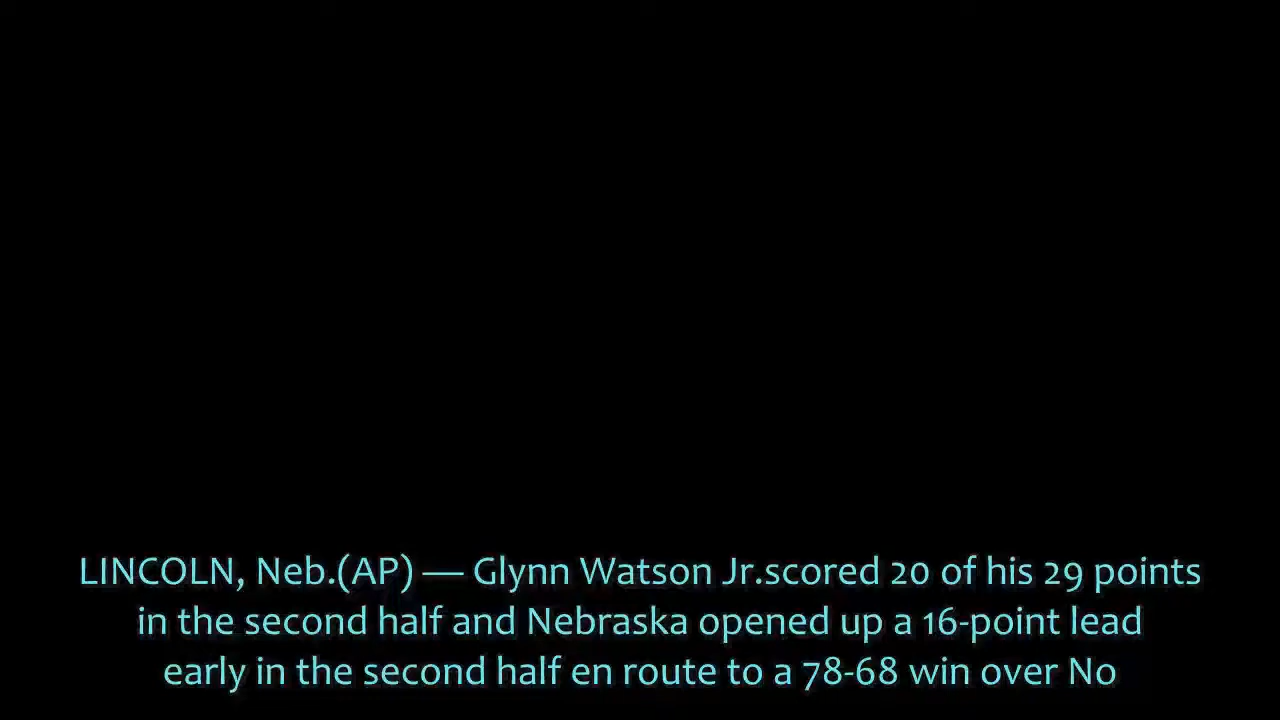 LINCOLN, Neb.(AP) — Glynn Watson Jr.scored 20 of his 29 points
in the second half and Nebraska opened up a 16-point lead
early in the second half en route to a 78-68 win over No